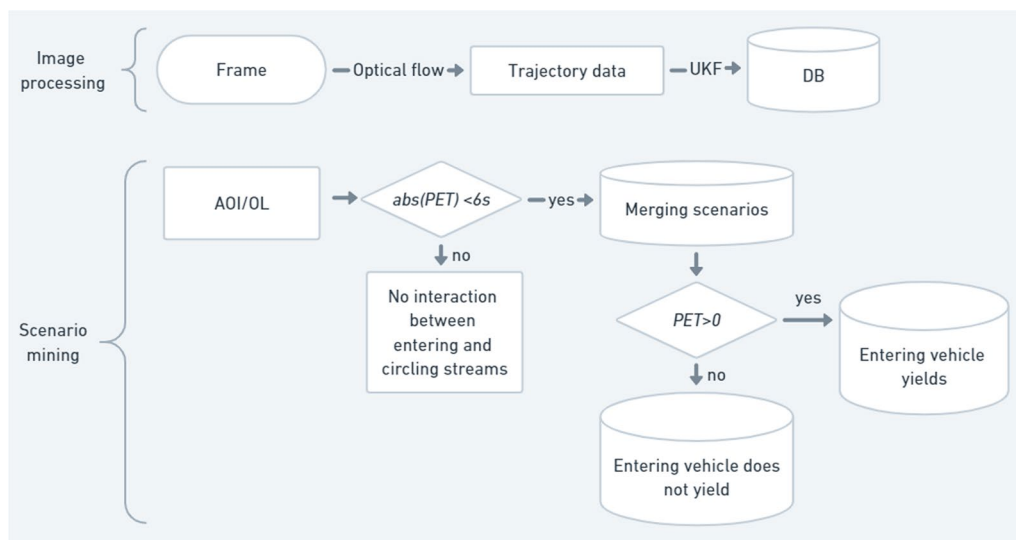 Image
processing
Frame
Optical flow
Trajectory data
UKF
DB
Scenario
mining
AOI/OL
abs(PET) <6s
yes
Merging scenarios
no
No interaction
between
entering and
circling streams
PET>0
yes
Entering vehicle
yields
no
Entering vehicle does
not yield